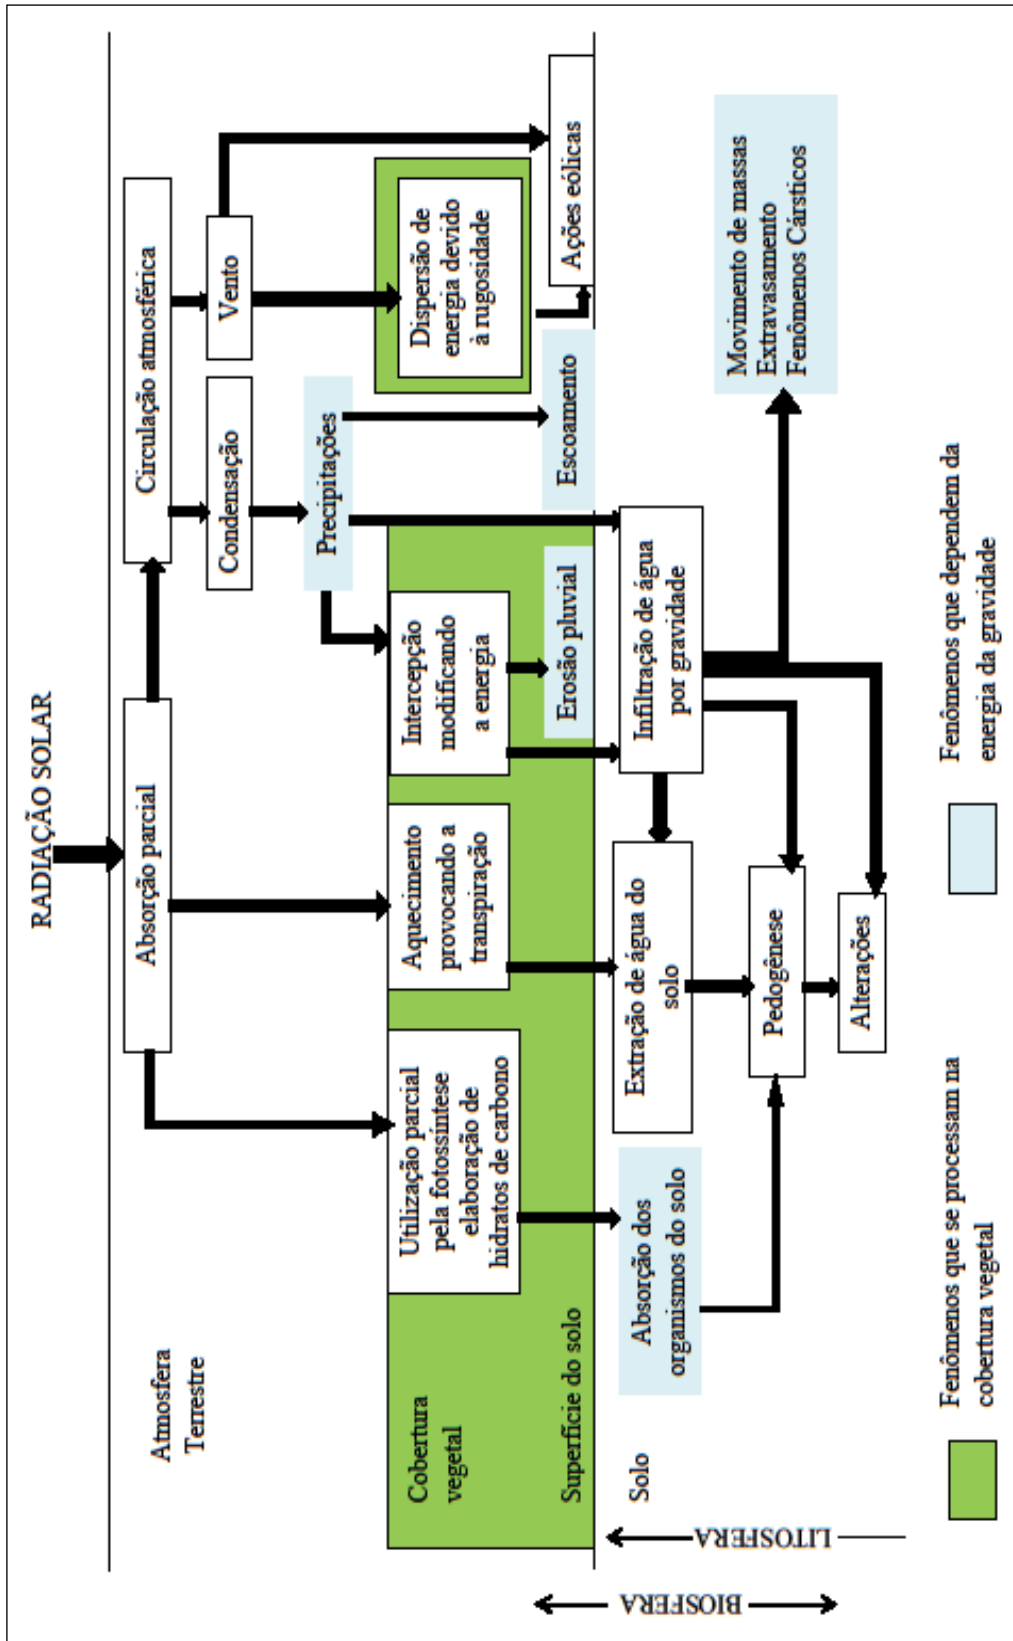 RADIAÇÃO SOLAR
Atmosfera
Terrestre
Absorção parcial
Circulação atmosférica
Condensação
Vento
Precipitações
Cobertura
vegetal
Utilização parcial
pela fotossíntese
elaboração de
hidratos de carbono
Aquecimento
provocando a
transpiração
Intercepção
modificando
a energia
Dispersão de
energia devido
à rugosidade
Superfície do solo
Erosão pluvial
Escoamento
Ações eólicas
Solo
Absorção dos
organismos do solo
Extração de água do
solo
Infiltração de água
por gravidade
Pedogênese
Alterações
Movimento de massas
Extravasamento
Fenômenos Cársticos
LITOSFERA
BIOSFERA
Fenômenos que se processam na
cobertura vegetal
Fenômenos que dependem da
energia da gravidade